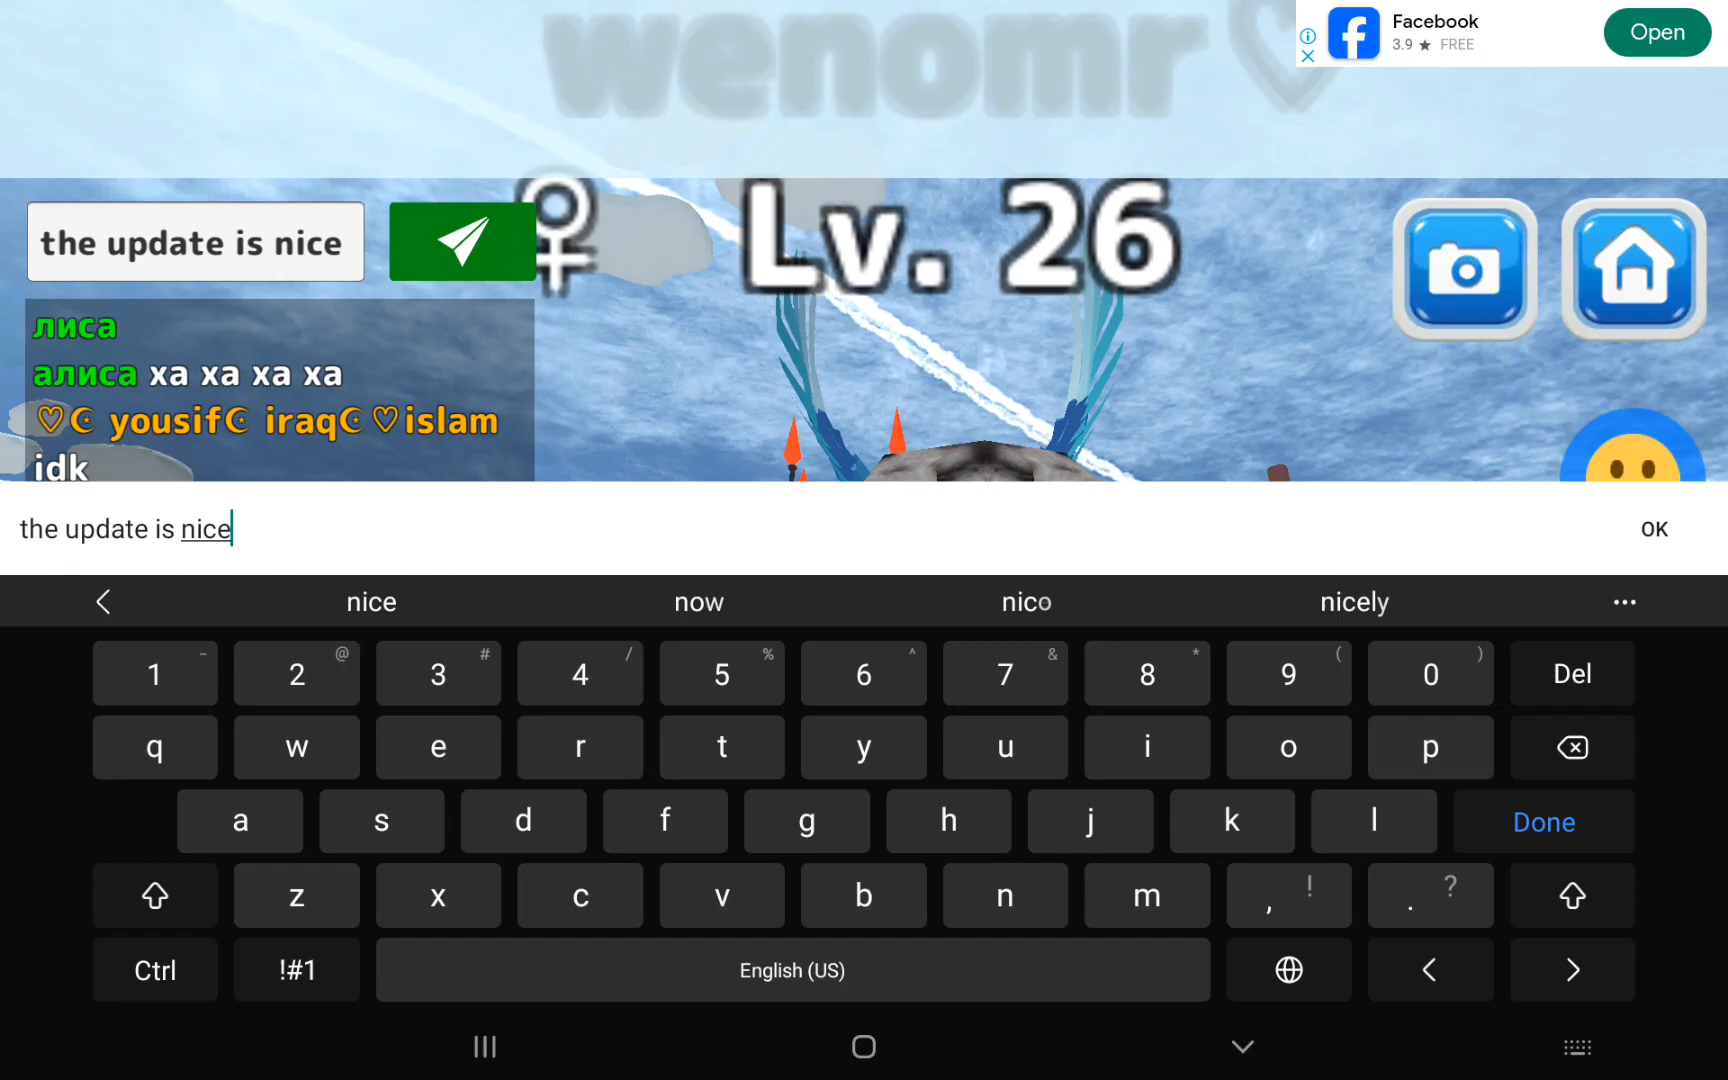 wenomr ♡
Facebook
3.9 ★ FREE
Open
the update is nice
♀ Lv. 26
лиса
алиса ха ха ха ха
♡☪ yousif☪ iraq☪♡islam
idk
the update is nice
OK
nice now nico nicely
1 - 2 @ 3 # 4 / 5 % 6 ^ 7 & 8 * 9 ( 0 ) Del
q w e r t y u i o p
a s d f g h j k l Done
z x c v b n m , ! . ?
Ctrl !#1 English (US) < >